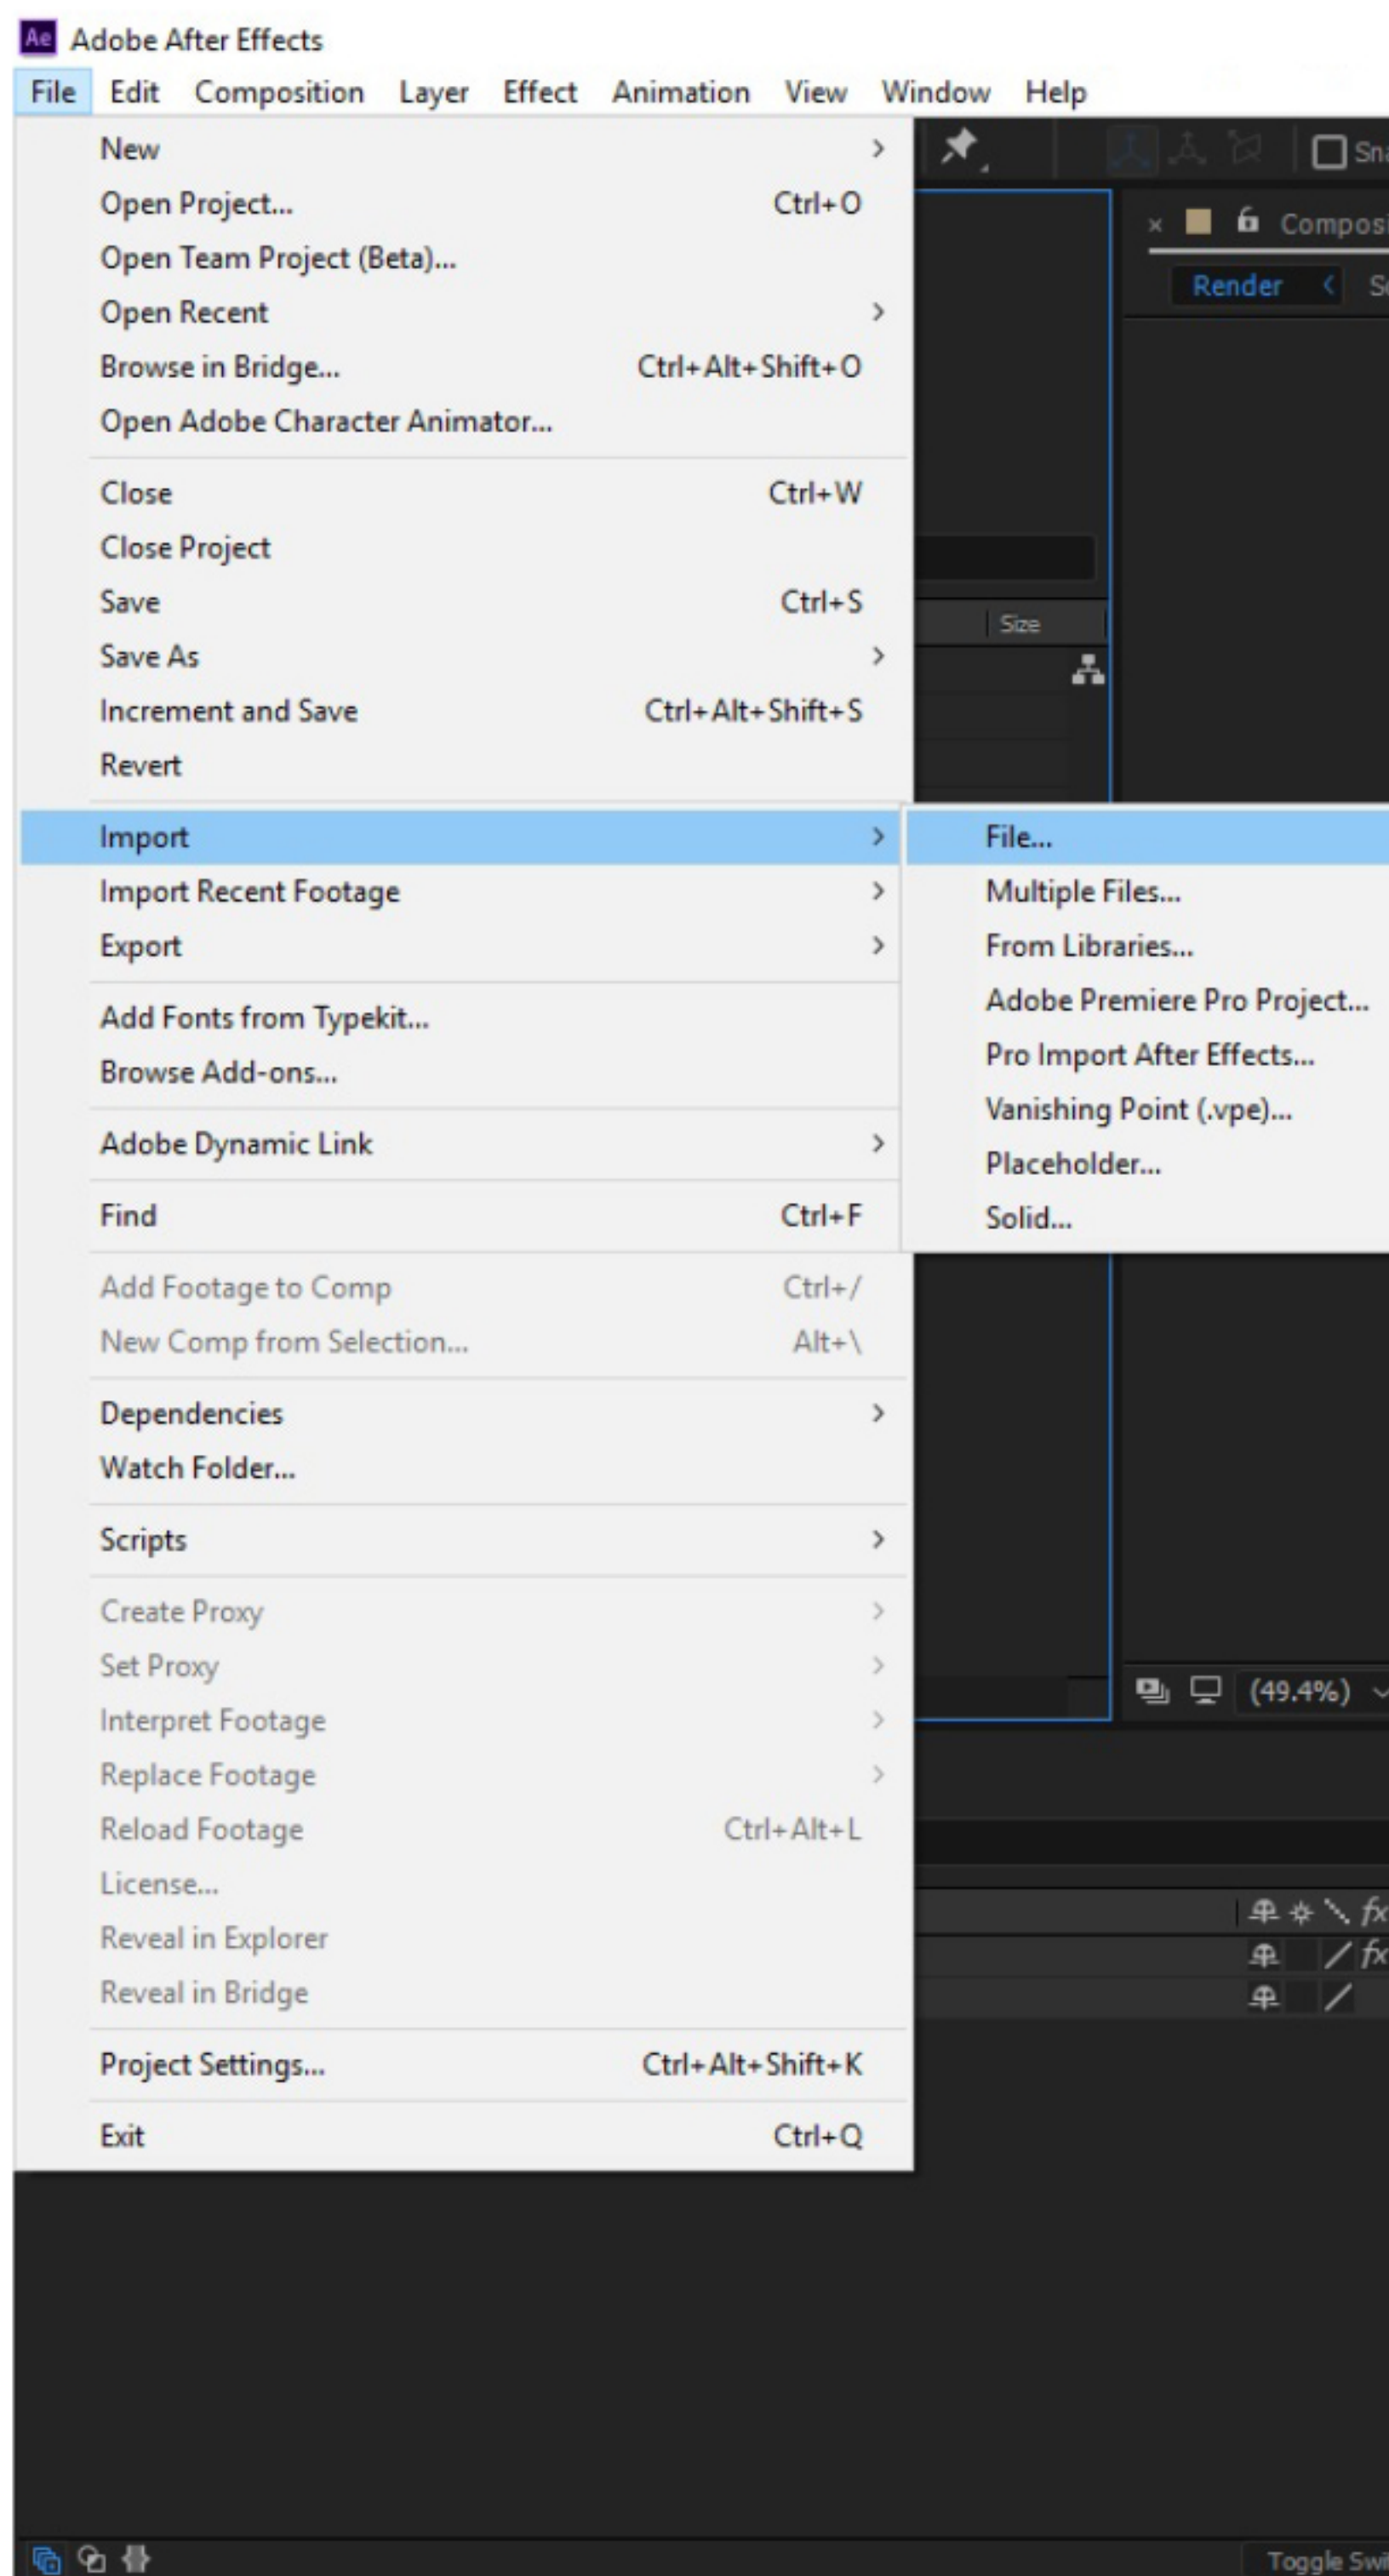 Ae Adobe After Effects
File Edit Composition Layer Effect Animation View Window Help
New >
Open Project... Ctrl+O
Open Team Project (Beta)...
Open Recent >
Browse in Bridge... Ctrl+Alt+Shift+O
Open Adobe Character Animator...
Close Ctrl+W
Close Project
Save Ctrl+S
Save As >
Increment and Save Ctrl+Alt+Shift+S
Revert
Import >
Import Recent Footage >
Export >
Add Fonts from Typekit...
Browse Add-ons...
Adobe Dynamic Link >
Find Ctrl+F
Add Footage to Comp Ctrl+/
New Comp from Selection... Alt+\
Dependencies >
Watch Folder...
Scripts >
Create Proxy >
Set Proxy >
Interpret Footage >
Replace Footage >
Reload Footage Ctrl+Alt+L
License...
Reveal in Explorer
Reveal in Bridge
Project Settings... Ctrl+Alt+Shift+K
Exit Ctrl+Q
File...
Multiple Files...
From Libraries...
Adobe Premiere Pro Project...
Pro Import After Effects...
Vanishing Point (.vpe)...
Placeholder...
Solid...
Render <
Size
(49.4%)
fx
fx
Toggle